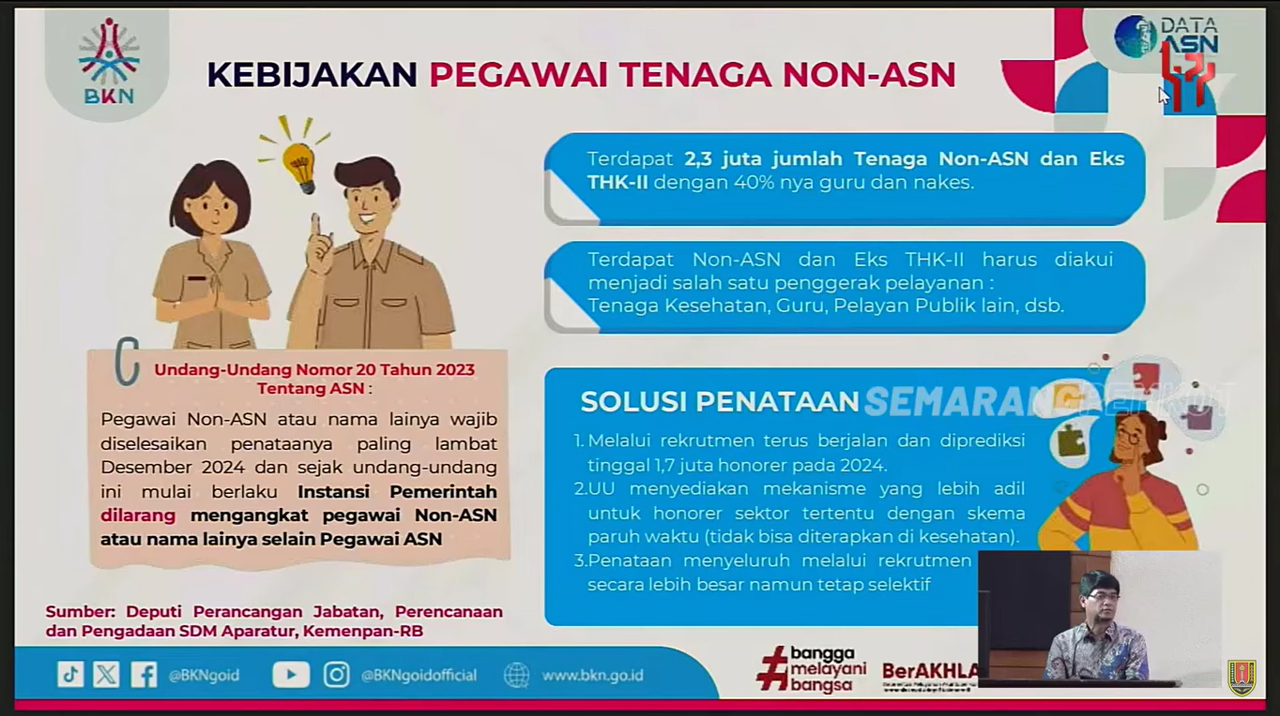 BKN
KEBIJAKAN PEGAWAI TENAGA NON-ASN
DATA
ASN
Terdapat 2,3 juta jumlah Tenaga Non-ASN dan Eks
THK-II dengan 40% nya guru dan nakes.
Terdapat Non-ASN dan Eks THK-II harus diakui
menjadi salah satu penggerak pelayanan :
Tenaga Kesehatan, Guru, Pelayan Publik lain, dsb.
Undang-Undang Nomor 20 Tahun 2023
Tentang ASN :
Pegawai Non-ASN atau nama lainya wajib
diselesaikan penataanya paling lambat
Desember 2024 dan sejak undang-undang
ini mulai berlaku Instansi Pemerintah
dilarang mengangkat pegawai Non-ASN
atau nama lainya selain Pegawai ASN
Sumber: Deputi Perancangan Jabatan, Perencanaan
dan Pengadaan SDM Aparatur, Kemenpan-RB
SOLUSI PENATAAN
SEMARANGPEMKOT
1. Melalui rekrutmen terus berjalan dan diprediksi
tinggal 1,7 juta honorer pada 2024.
2.UU menyediakan mekanisme yang lebih adil
untuk honorer sektor tertentu dengan skema
paruh waktu (tidak bisa diterapkan di kesehatan).
3.Penataan menyeluruh melalui rekrutmen
secara lebih besar namun tetap selektif
@BKNgoid
@BKNgoidofficial
www.bkn.go.id
#bangga
melayani
bangsa
BerAKHLA